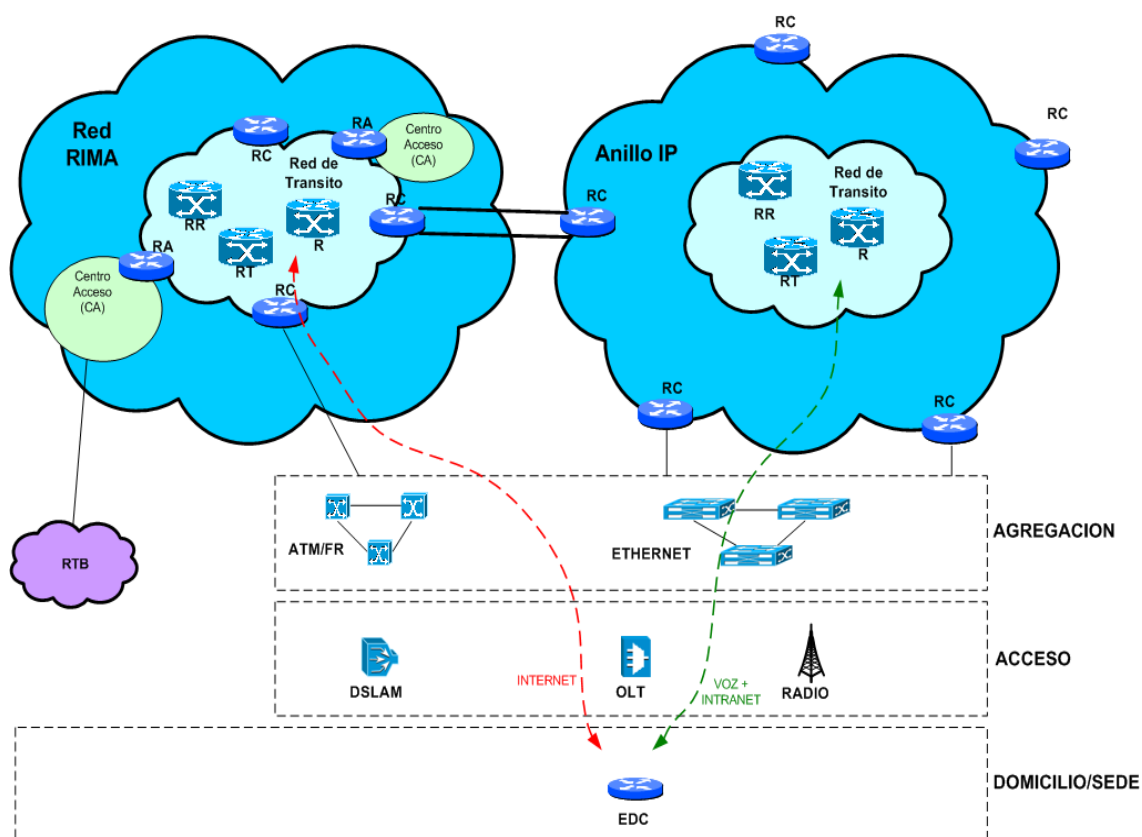 RC
Red
RIMA
RC
RA
Centro
Acceso
(CA)
Red de
Transito
RR
RT
R
RC
RA
Centro
Acceso
(CA)
RC
RC
Anillo IP
RC
Red de
Transito
RR
RT
R
RC
RC
RTB
ATM/FR
ETHERNET
AGREGACION
DSLAM
INTERNET
OLT
VOZ +
INTRANET
RADIO
ACCESO
EDC
DOMICILIO/SEDE